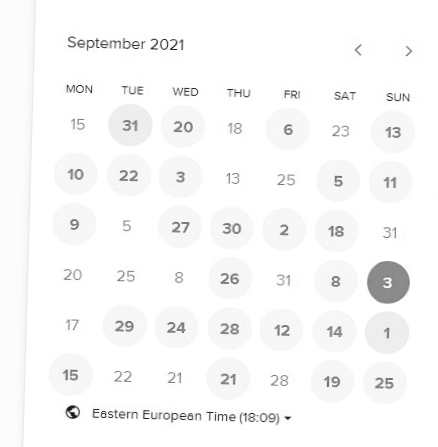 September 2021
MON TUE WED THU FRI SAT SUN
15 31 20 18 6 23 13
10 22 3 13 25 5 11
9 5 27 30 2 18 31
20 25 8 26 31 8 3
17 29 24 28 12 14 1
15 22 21 21 28 19 25
Eastern European Time (18:09)